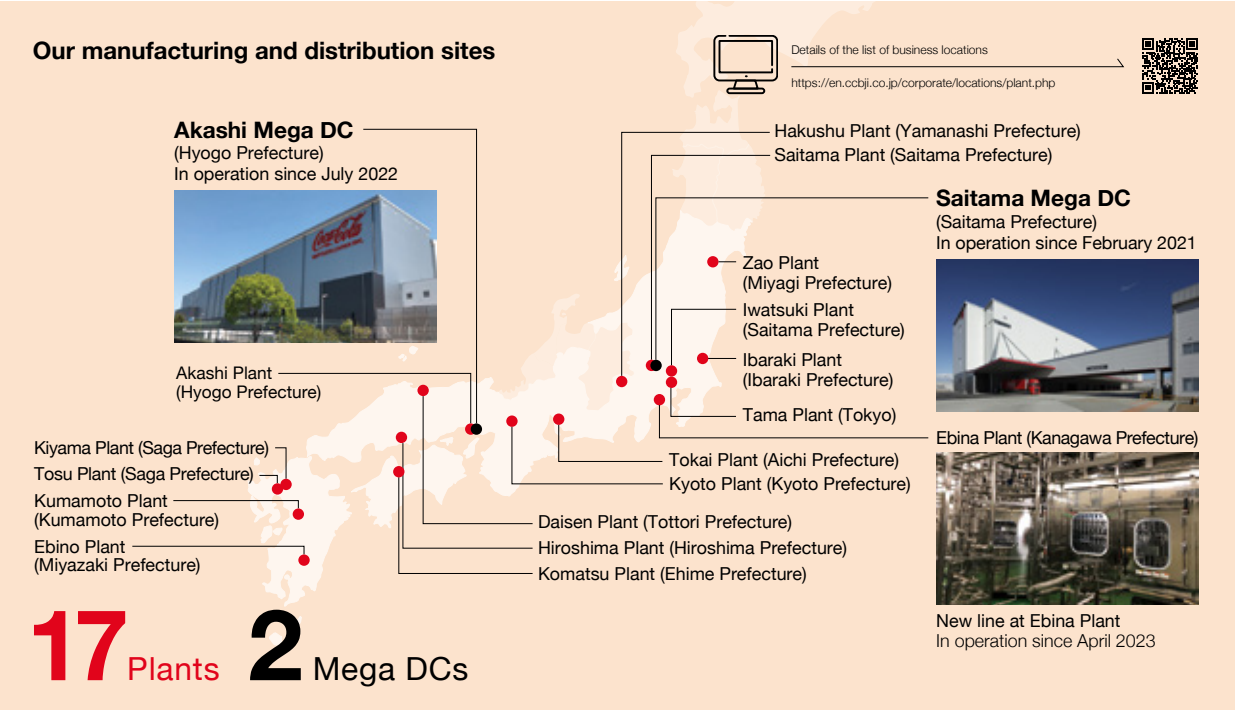 Our manufacturing and distribution sites
Details of the list of business locations
https://en.ccbji.co.jp/corporate/locations/plant.php
Akashi Mega DC
(Hyogo Prefecture)
In operation since July 2022
Coca-Cola
Hakushu Plant (Yamanashi Prefecture)
Saitama Plant (Saitama Prefecture)
Saitama Mega DC
(Saitama Prefecture)
In operation since February 2021
Zao Plant
(Miyagi Prefecture)
Iwatsuki Plant
(Saitama Prefecture)
Ibaraki Plant
(Ibaraki Prefecture)
Tama Plant (Tokyo)
Ebina Plant (Kanagawa Prefecture)
Akashi Plant
(Hyogo Prefecture)
Kiyama Plant (Saga Prefecture)
Tosu Plant (Saga Prefecture)
Kumamoto Plant
(Kumamoto Prefecture)
Ebino Plant
(Miyazaki Prefecture)
Tokai Plant (Aichi Prefecture)
Kyoto Plant (Kyoto Prefecture)
Daisen Plant (Tottori Prefecture)
Hiroshima Plant (Hiroshima Prefecture)
Komatsu Plant (Ehime Prefecture)
New line at Ebina Plant
In operation since April 2023
17 Plants
2 Mega DCs